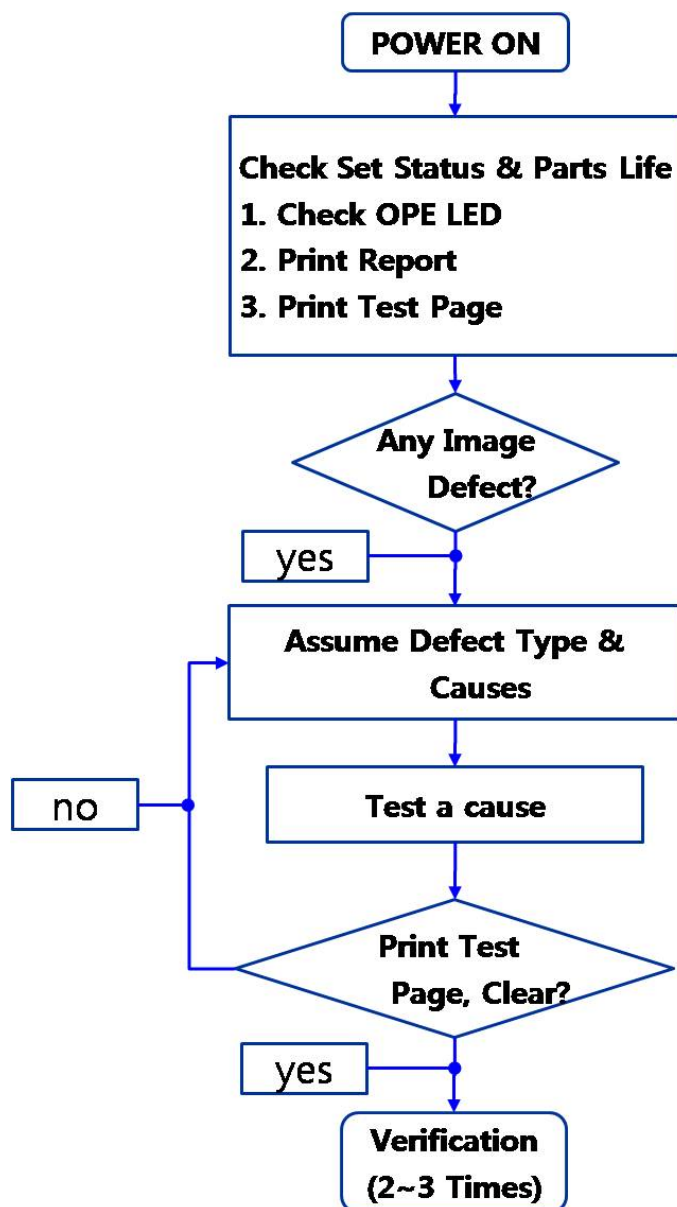 POWER ON
Check Set Status & Parts Life
1. Check OPE LED
2. Print Report
3. Print Test Page
Any Image
Defect?
yes
Assume Defect Type &
Causes
no
Test a cause
Print Test
Page, Clear?
yes
Verification
(2~3 Times)